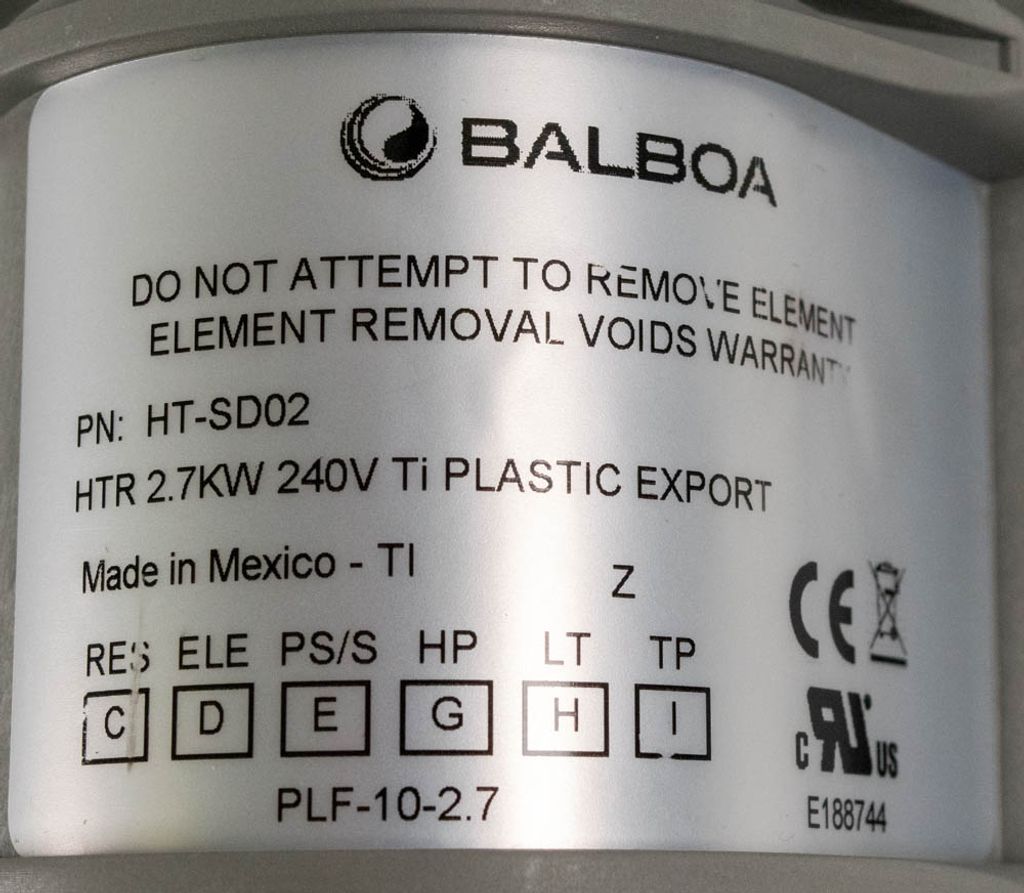 BALBOA
DO NOT ATTEMPT TO REMOVE ELEMENT
ELEMENT REMOVAL VOIDS WARRANTY
PN: HT-SD02
HTR 2.7KW 240V Ti PLASTIC EXPORT
Made in Mexico - TI
Z
CE
RES ELE PS/S HP LT TP
C D E G H I
c RU US
PLF-10-2.7
E188744